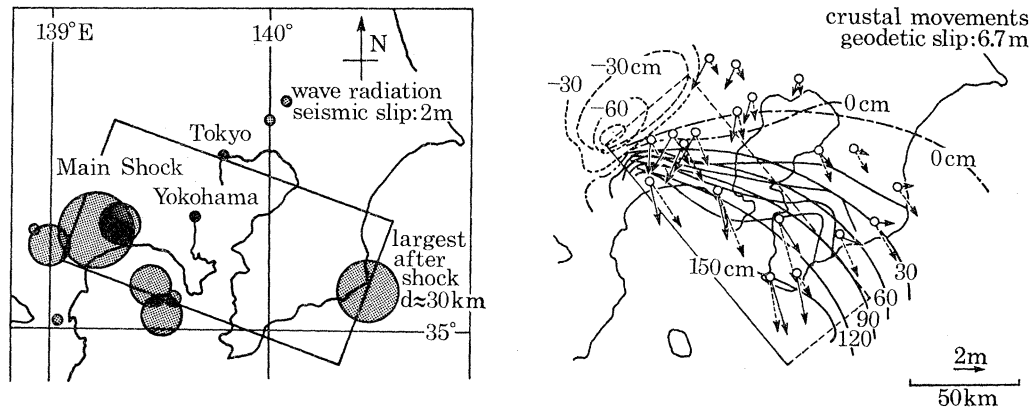 139°E
140°
N
wave radiation
seismic slip:2m
Tokyo
Main Shock
Yokohama
largest
after
shock
d≈30km
35°
crustal movements
geodetic slip:6.7m
-30cm
-30
-60
0cm
0cm
150cm
30
60
90
120
2m
50km